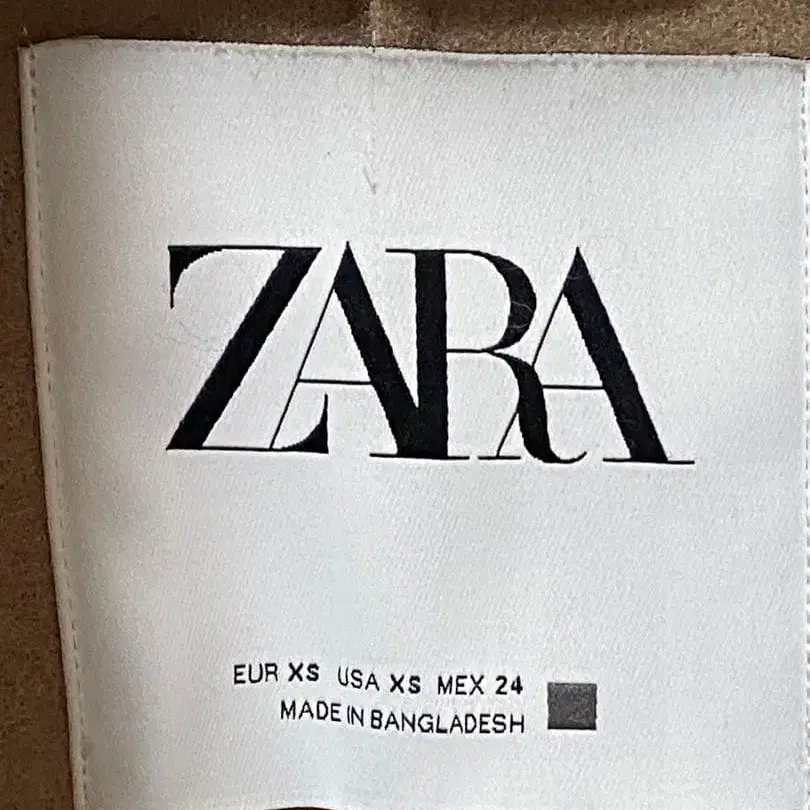 ZARA
EUR XS USA XS MEX 24
MADE IN BANGLADESH